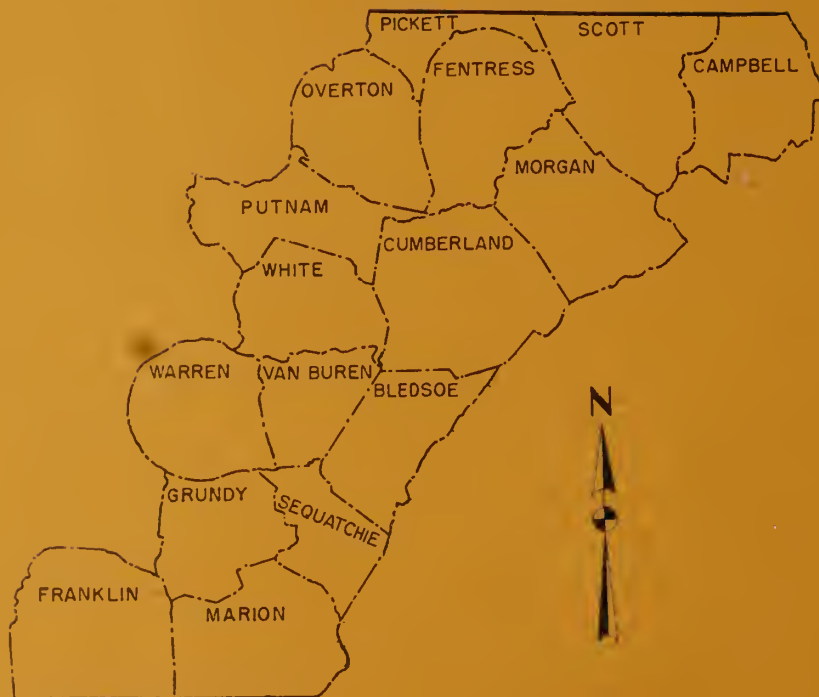 PICKETT
SCOTT
FENTRESS
CAMPBELL
OVERTON
MORGAN
PUTNAM
CUMBERLAND
WHITE
WARREN
VAN BUREN
BLEDSOE
N
GRUNDY
SEQUATCHIE
FRANKLIN
MARION